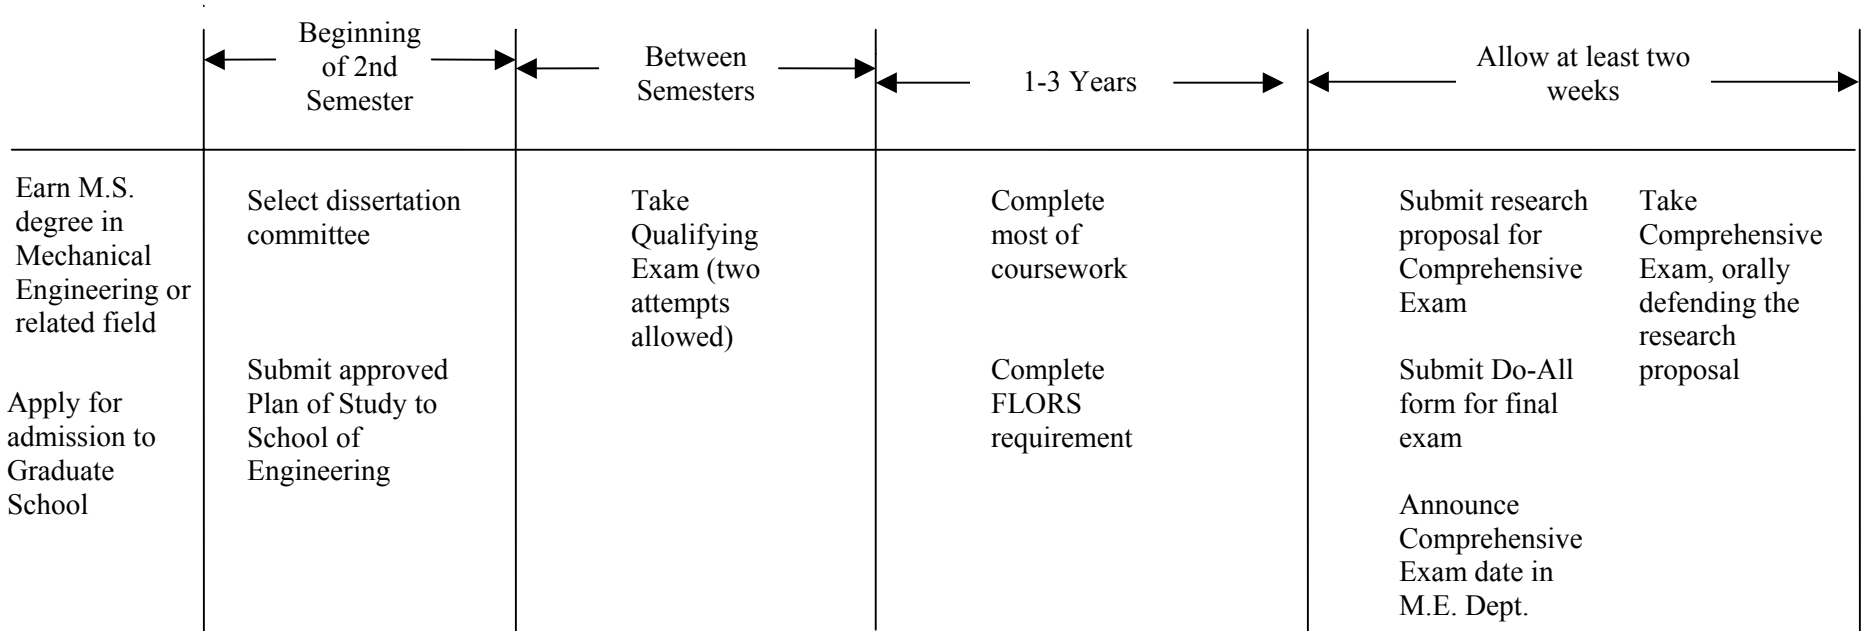 Beginning
of 2nd
Semester
Between
Semesters
1-3 Years
Allow at least two
weeks
Earn M.S.
degree in
Mechanical
Engineering or
related field
Apply for
admission to
Graduate
School
Select dissertation
committee
Submit approved
Plan of Study to
School of
Engineering
Take
Qualifying
Exam (two
attempts
allowed)
Complete
most of
coursework
Complete
FLORS
requirement
Submit research
proposal for
Comprehensive
Exam
Submit Do-All
form for final
exam
Announce
Comprehensive
Exam date in
M.E. Dept.
Take
Comprehensive
Exam, orally
defending the
research
proposal